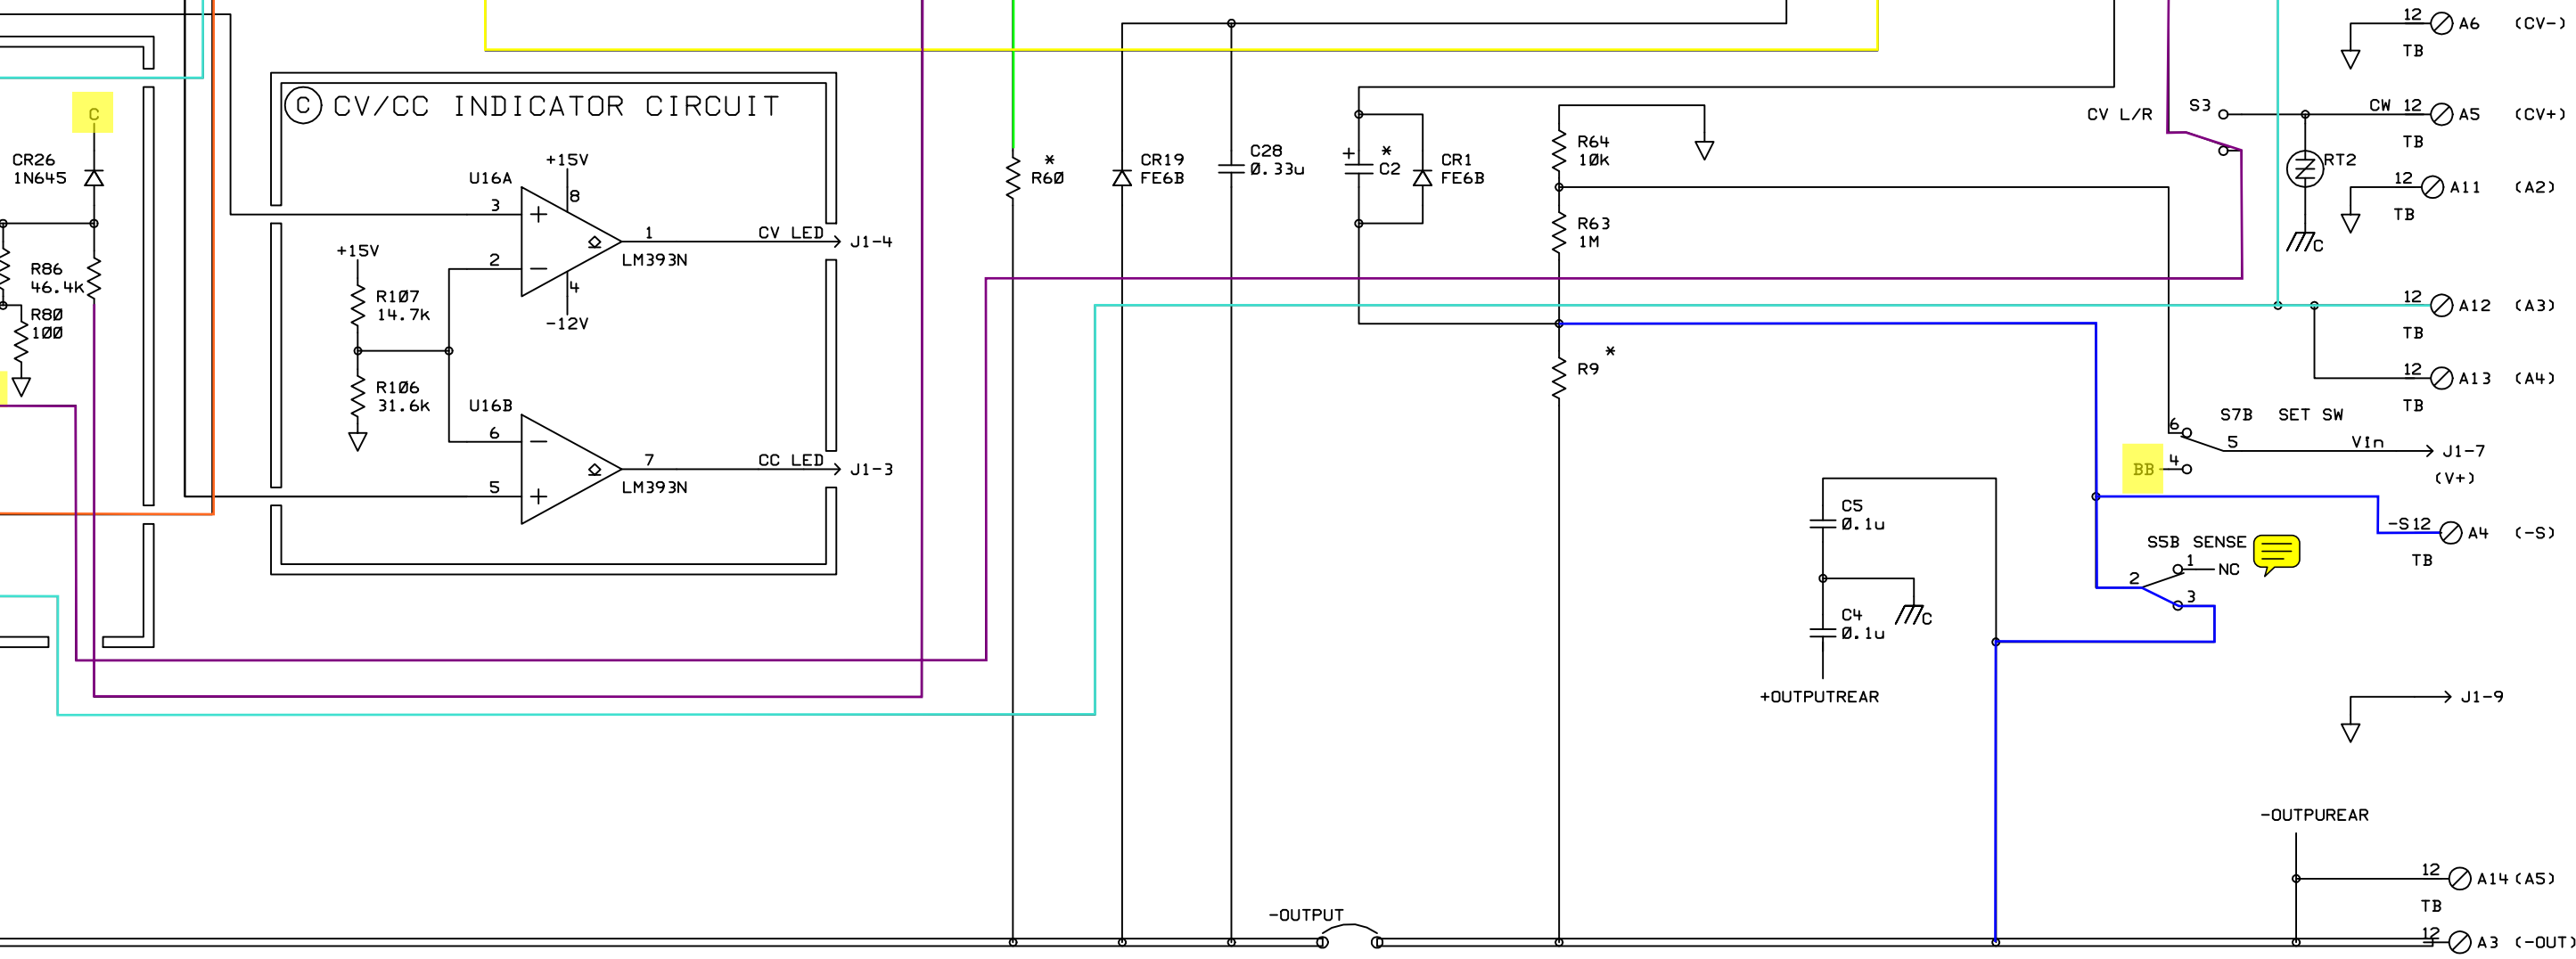 C
CR26
1N645
R86
46.4k
R80
100
© CV/CC INDICATOR CIRCUIT
+15V
U16A
8
3
+
1
CV LED
J1-4
2
−
LM393N
4
-12V
+15V
R107
14.7k
R106
31.6k
U16B
6
−
7
CC LED
J1-3
5
+
LM393N
*
R60
CR19
FE6B
C28
0.33u
+
*
C2
CR1
FE6B
R64
10k
R63
1M
*
R9
C5
0.1u
C4
0.1u
C
+OUTPUTREAR
-OUTPUT
CV L/R
S3
CW
12
A6
(CV-)
TB
12
A5
(CV+)
TB
RT2
C
12
A11
(A2)
TB
12
A12
(A3)
TB
12
A13
(A4)
TB
S7B
SET SW
6
5
VIn
J1-7
(V+)
BB
4
-S
12
A4
(-S)
TB
S5B SENSE
1
NC
2
3
J1-9
-OUTPUREAR
12
A14
(A5)
TB
12
A3
(-OUT)